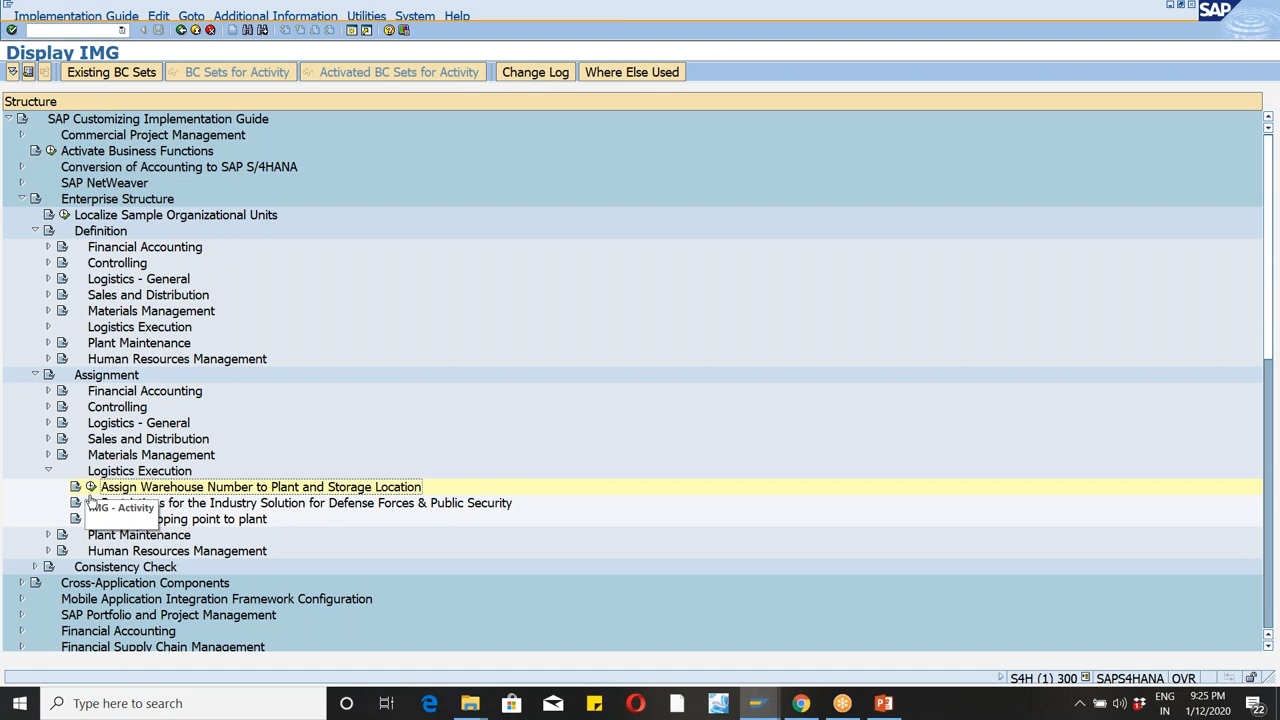 Implementation Guide Edit Goto Additional Information Utilities System Help
SAP
Display IMG
Existing BC Sets BC Sets for Activity Activated BC Sets for Activity Change Log Where Else Used
Structure
SAP Customizing Implementation Guide
Commercial Project Management
Activate Business Functions
Conversion of Accounting to SAP S/4HANA
SAP NetWeaver
Enterprise Structure
Localize Sample Organizational Units
Definition
Financial Accounting
Controlling
Logistics - General
Sales and Distribution
Materials Management
Logistics Execution
Plant Maintenance
Human Resources Management
Assignment
Financial Accounting
Controlling
Logistics - General
Sales and Distribution
Materials Management
Logistics Execution
Assign Warehouse Number to Plant and Storage Location
for the Industry Solution for Defense Forces & Public Security
IMG - Activity
point to plant
Plant Maintenance
Human Resources Management
Consistency Check
Cross-Application Components
Mobile Application Integration Framework Configuration
SAP Portfolio and Project Management
Financial Accounting
Financial Supply Chain Management
S4H (1) 300 SAPS4HANA OVR
Type here to search
ENG
IN
9:25 PM
1/12/2020
22